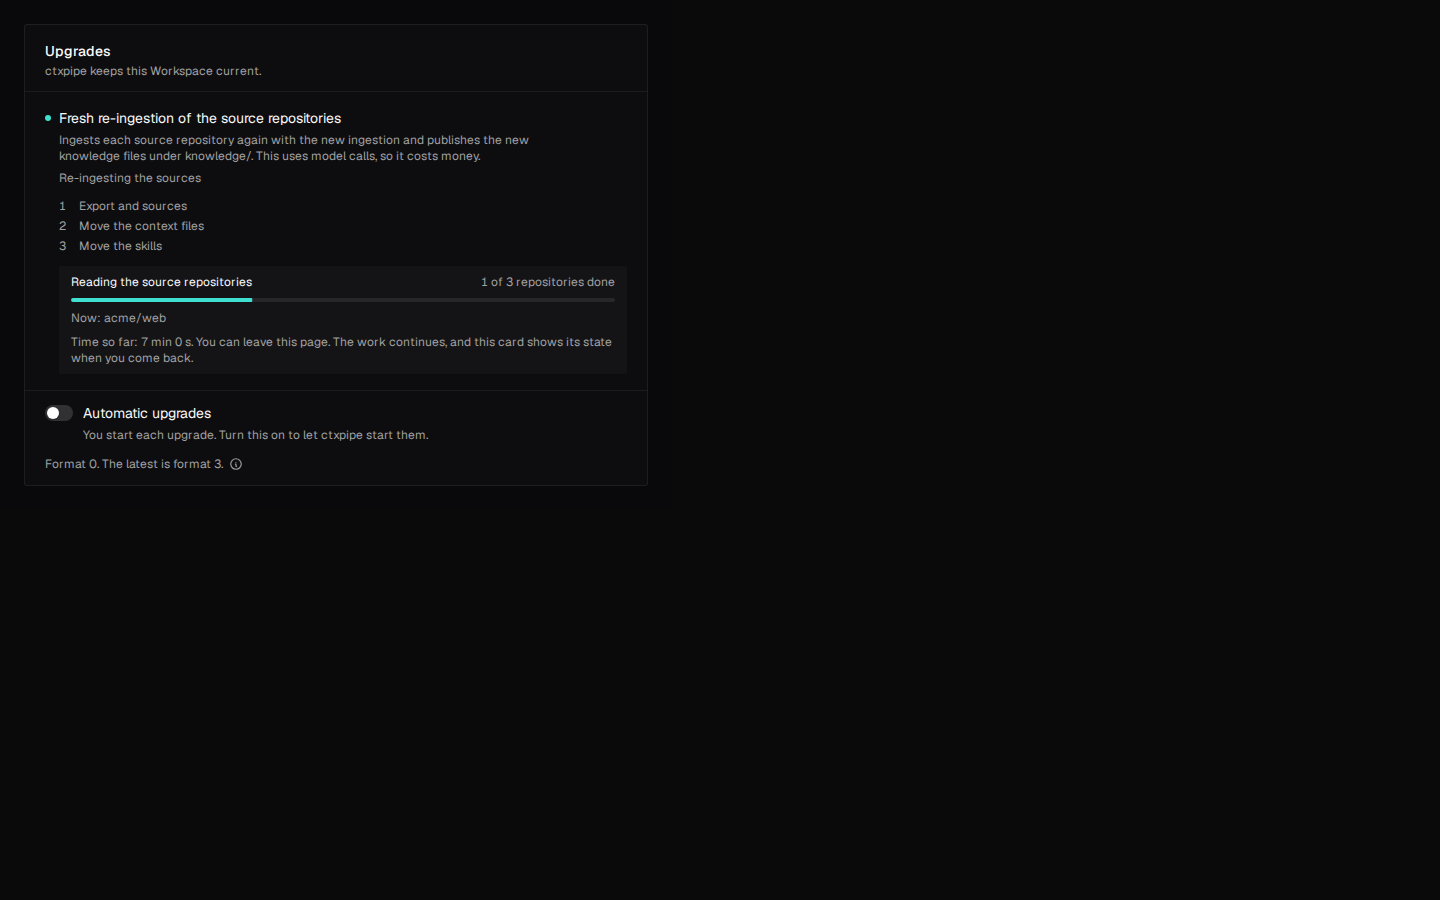 Upgrades
ctxpipe keeps this Workspace current.
Fresh re-ingestion of the source repositories
Ingests each source repository again with the new ingestion and publishes the new
knowledge files under knowledge/. This uses model calls, so it costs money.
Re-ingesting the sources
1 Export and sources
2 Move the context files
3 Move the skills
Reading the source repositories 1 of 3 repositories done
Now: acme/web
Time so far: 7 min 0 s. You can leave this page. The work continues, and this card shows its state
when you come back.
Automatic upgrades
You start each upgrade. Turn this on to let ctxpipe start them.
Format 0. The latest is format 3.